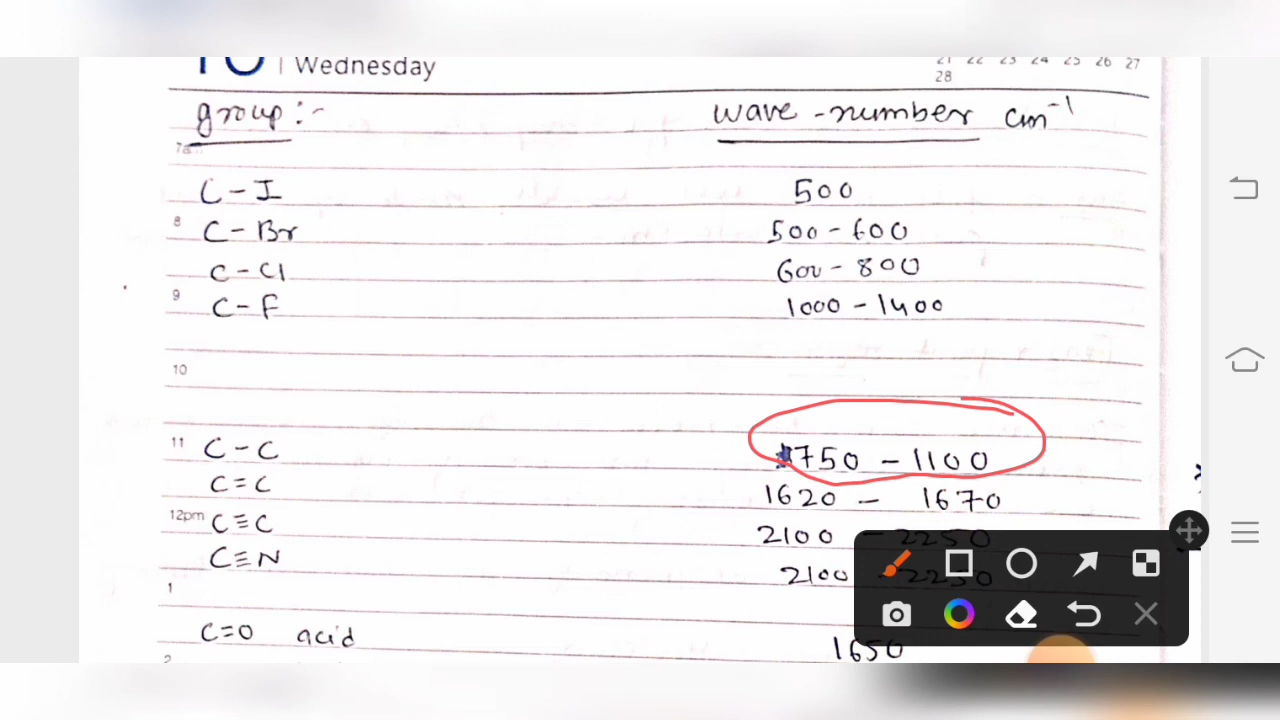 Wednesday
21 22 23 24 25 26 27
28
group :- wave-number cm-1
7am
C-I 500
8
C-Br 500-600
C-Cl 600-800
9
C-F 1000-1400
10
11
C-C 750-1100
C=C 1620-1670
12pm
C≡C 2100-2250
C≡N 2100-2250
1
C=O acid 1650
2